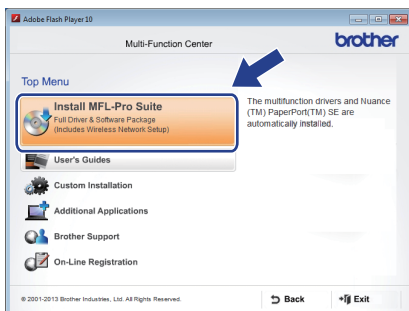 Adobe Flash Player 10
Multi-Function Center
brother
Top Menu
Install MFL-Pro Suite
Full Driver & Software Package
(Includes Wireless Network Setup)
The multifunction drivers and Nuance
(TM) PaperPort(TM) SE are
automatically installed.
User's Guides
Custom Installation
Additional Applications
Brother Support
On-Line Registration
© 2001-2013 Brother Industries, Ltd. All Rights Reserved.
Back
Exit